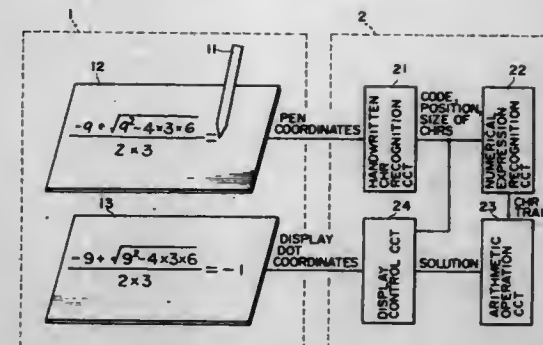 1
2
11
12
-9 + √9²-4×3×6
2 × 3
=
PEN COORDINATES
21
HANDWRITTEN CHR RECOGNITION CCT
CODE, POSITION, SIZE OF CHRS
22
NUMERICAL EXPRESSION RECOGNITION CCT
CHR
TRAI
13
-9 + √9²-4×3×6
2 × 3
= -1
DISPLAY DOT COORDINATES
24
DISPLAY CONTROL CCT
SOLUTION
23
ARITHMETIC OPERATION CCT